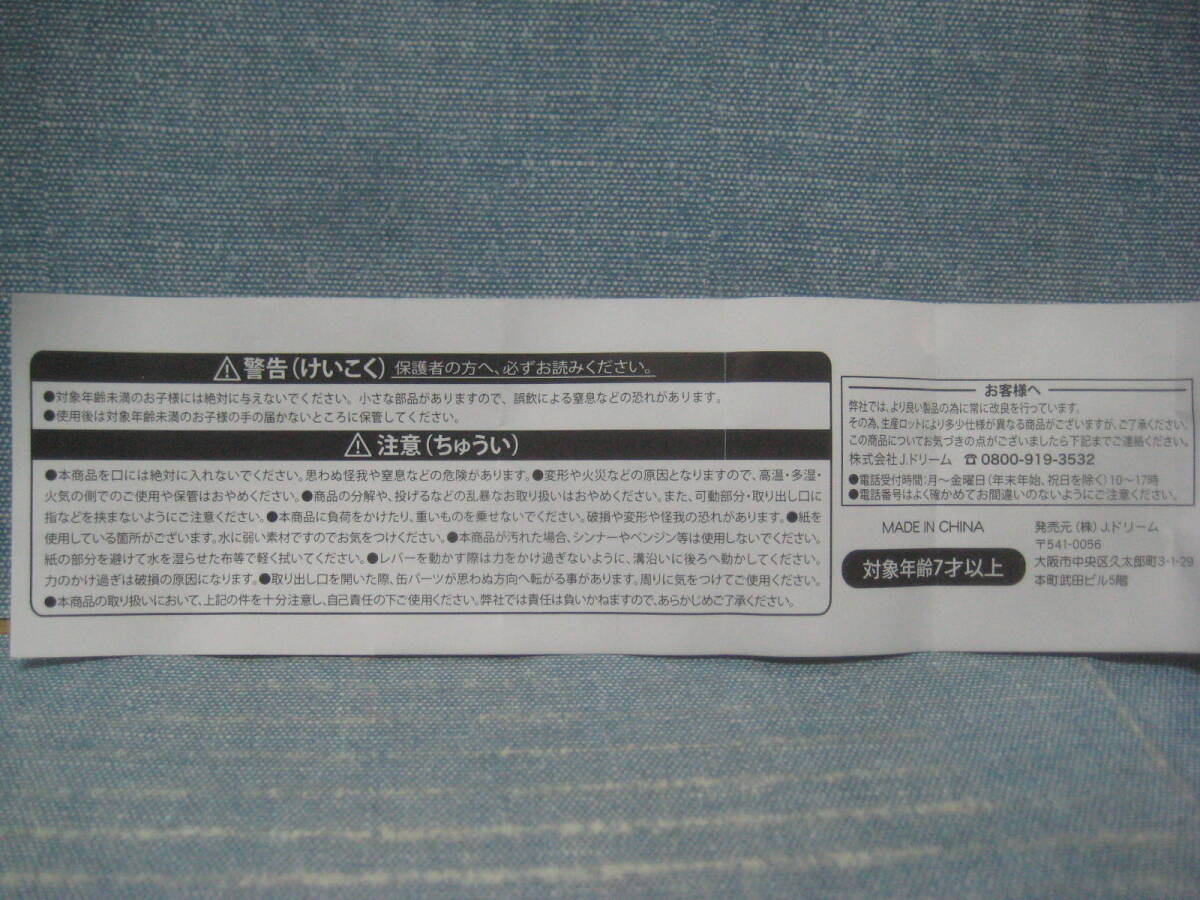 ⚠警告(けいこく) 保護者の方へ、必ずお読みください。
●対象年齢未満のお子様には絶対に与えないでください。小さな部品がありますので、誤飲による窒息などの恐れがあります。
●使用後は対象年齢未満のお子様の手の届かないところに保管してください。
⚠注意(ちゅうい)
●本商品を口には絶対に入れないでください。思わぬ怪我や窒息などの危険があります。●変形や火災などの原因となりますので、高温・多湿・
火気の側でのご使用や保管はおやめください。●商品の分解や、投げるなどの乱暴なお取り扱いはおやめください。また、可動部分・取り出し口に
指などを挟まないようにご注意ください。●本商品に負荷をかけたり、重いものを乗せないでください。破損や変形や怪我の恐れがあります。●紙を
使用している箇所がございます。水に弱い素材ですのでお気をつけください。●本商品が汚れた場合、シンナーやベンジン等は使用しないでください。
紙の部分を避けて水を湿らせた布等で軽く拭いてください。●レバーを動かす際は力をかけ過ぎないように、溝沿いに後ろへ動かしてください。
力のかけ過ぎは破損の原因になります。●取り出し口を開いた際、缶パーツが思わぬ方向へ転がる事があります。周りに気をつけてご使用ください。
●本商品の取り扱いにおいて、上記の件を十分注意し、自己責任の下ご使用ください。弊社では責任は負いかねますので、あらかじめご了承ください。
お客様へ
弊社では、より良い製品の為に常に改良を行っています。
その為、生産ロットにより多少仕様が異なる商品がございますが、ご了承ください。
この商品についてお気づきの点がございましたら下記までご連絡ください。
株式会社J.ドリーム ☎0800-919-3532
●電話受付時間:月〜金曜日(年末年始、祝日を除く)10〜17時
●電話番号はよく確かめてお間違いのないようにご注意ください。
MADE IN CHINA
対象年齢7才以上
発売元(株)J.ドリーム
〒541-0056
大阪市中央区久太郎町3-1-29
本町武田ビル5階